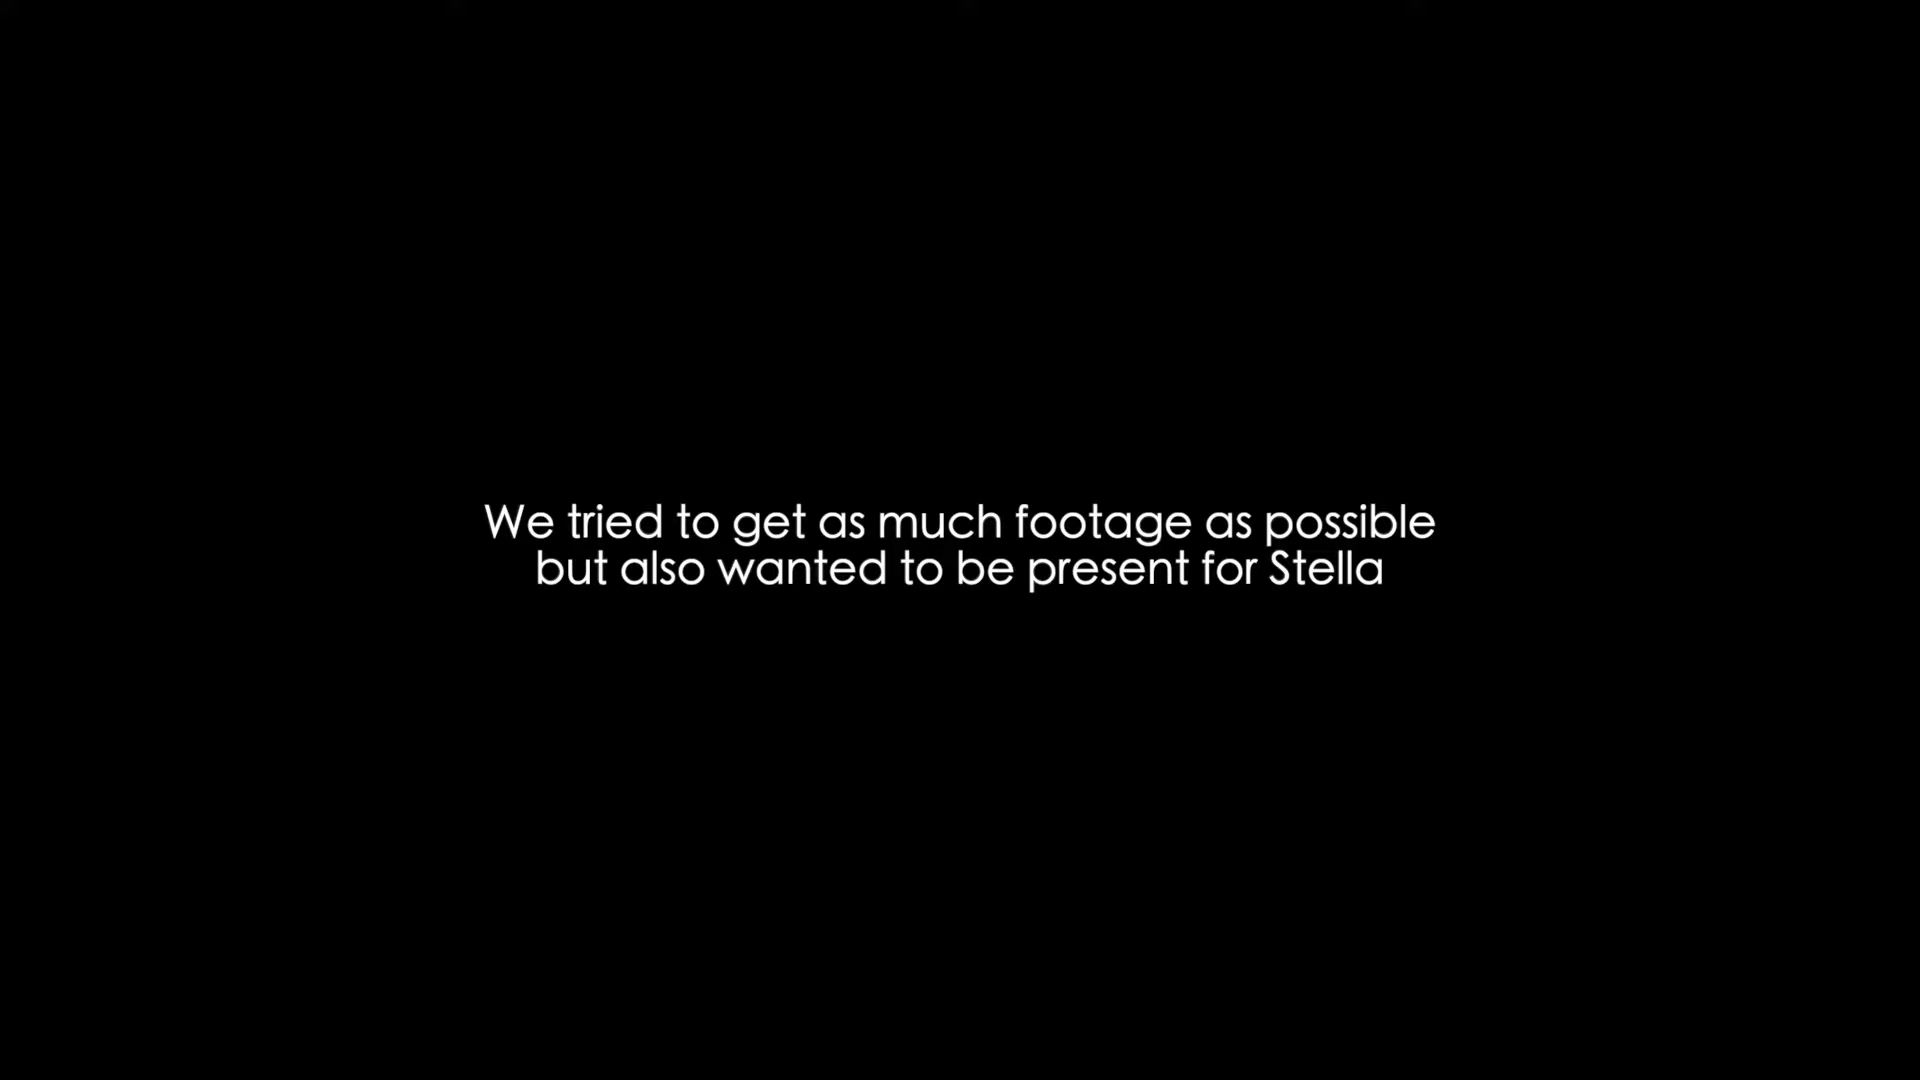 We tried to get as much footage as possible
but also wanted to be present for Stella